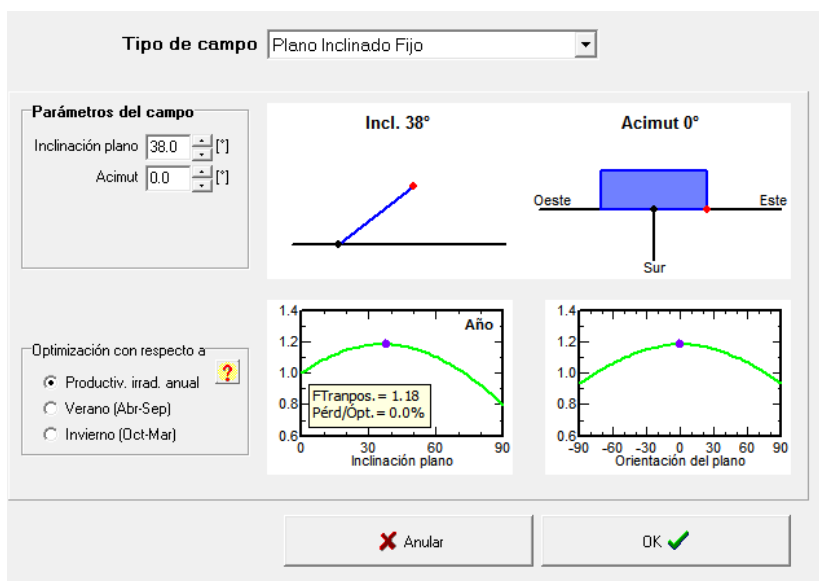 Tipo de campo Plano Inclinado Fijo
Parámetros del campo
Inclinación plano 38.0 [°]
Acimut 0.0 [°]
Incl. 38°
Acimut 0°
Oeste
Este
Sur
Optimización con respecto a
?
Productiv. irrad. anual
Verano (Abr-Sep)
Invierno (Oct-Mar)
1.4
1.2
1.0
0.8
0.6
Año
FTranpos. = 1.18
Pérd/Ópt. = 0.0%
0 30 60 90
Inclinación plano
1.4
1.2
1.0
0.8
0.6
-90 -60 -30 0 30 60 90
Orientación del plano
Anular
OK